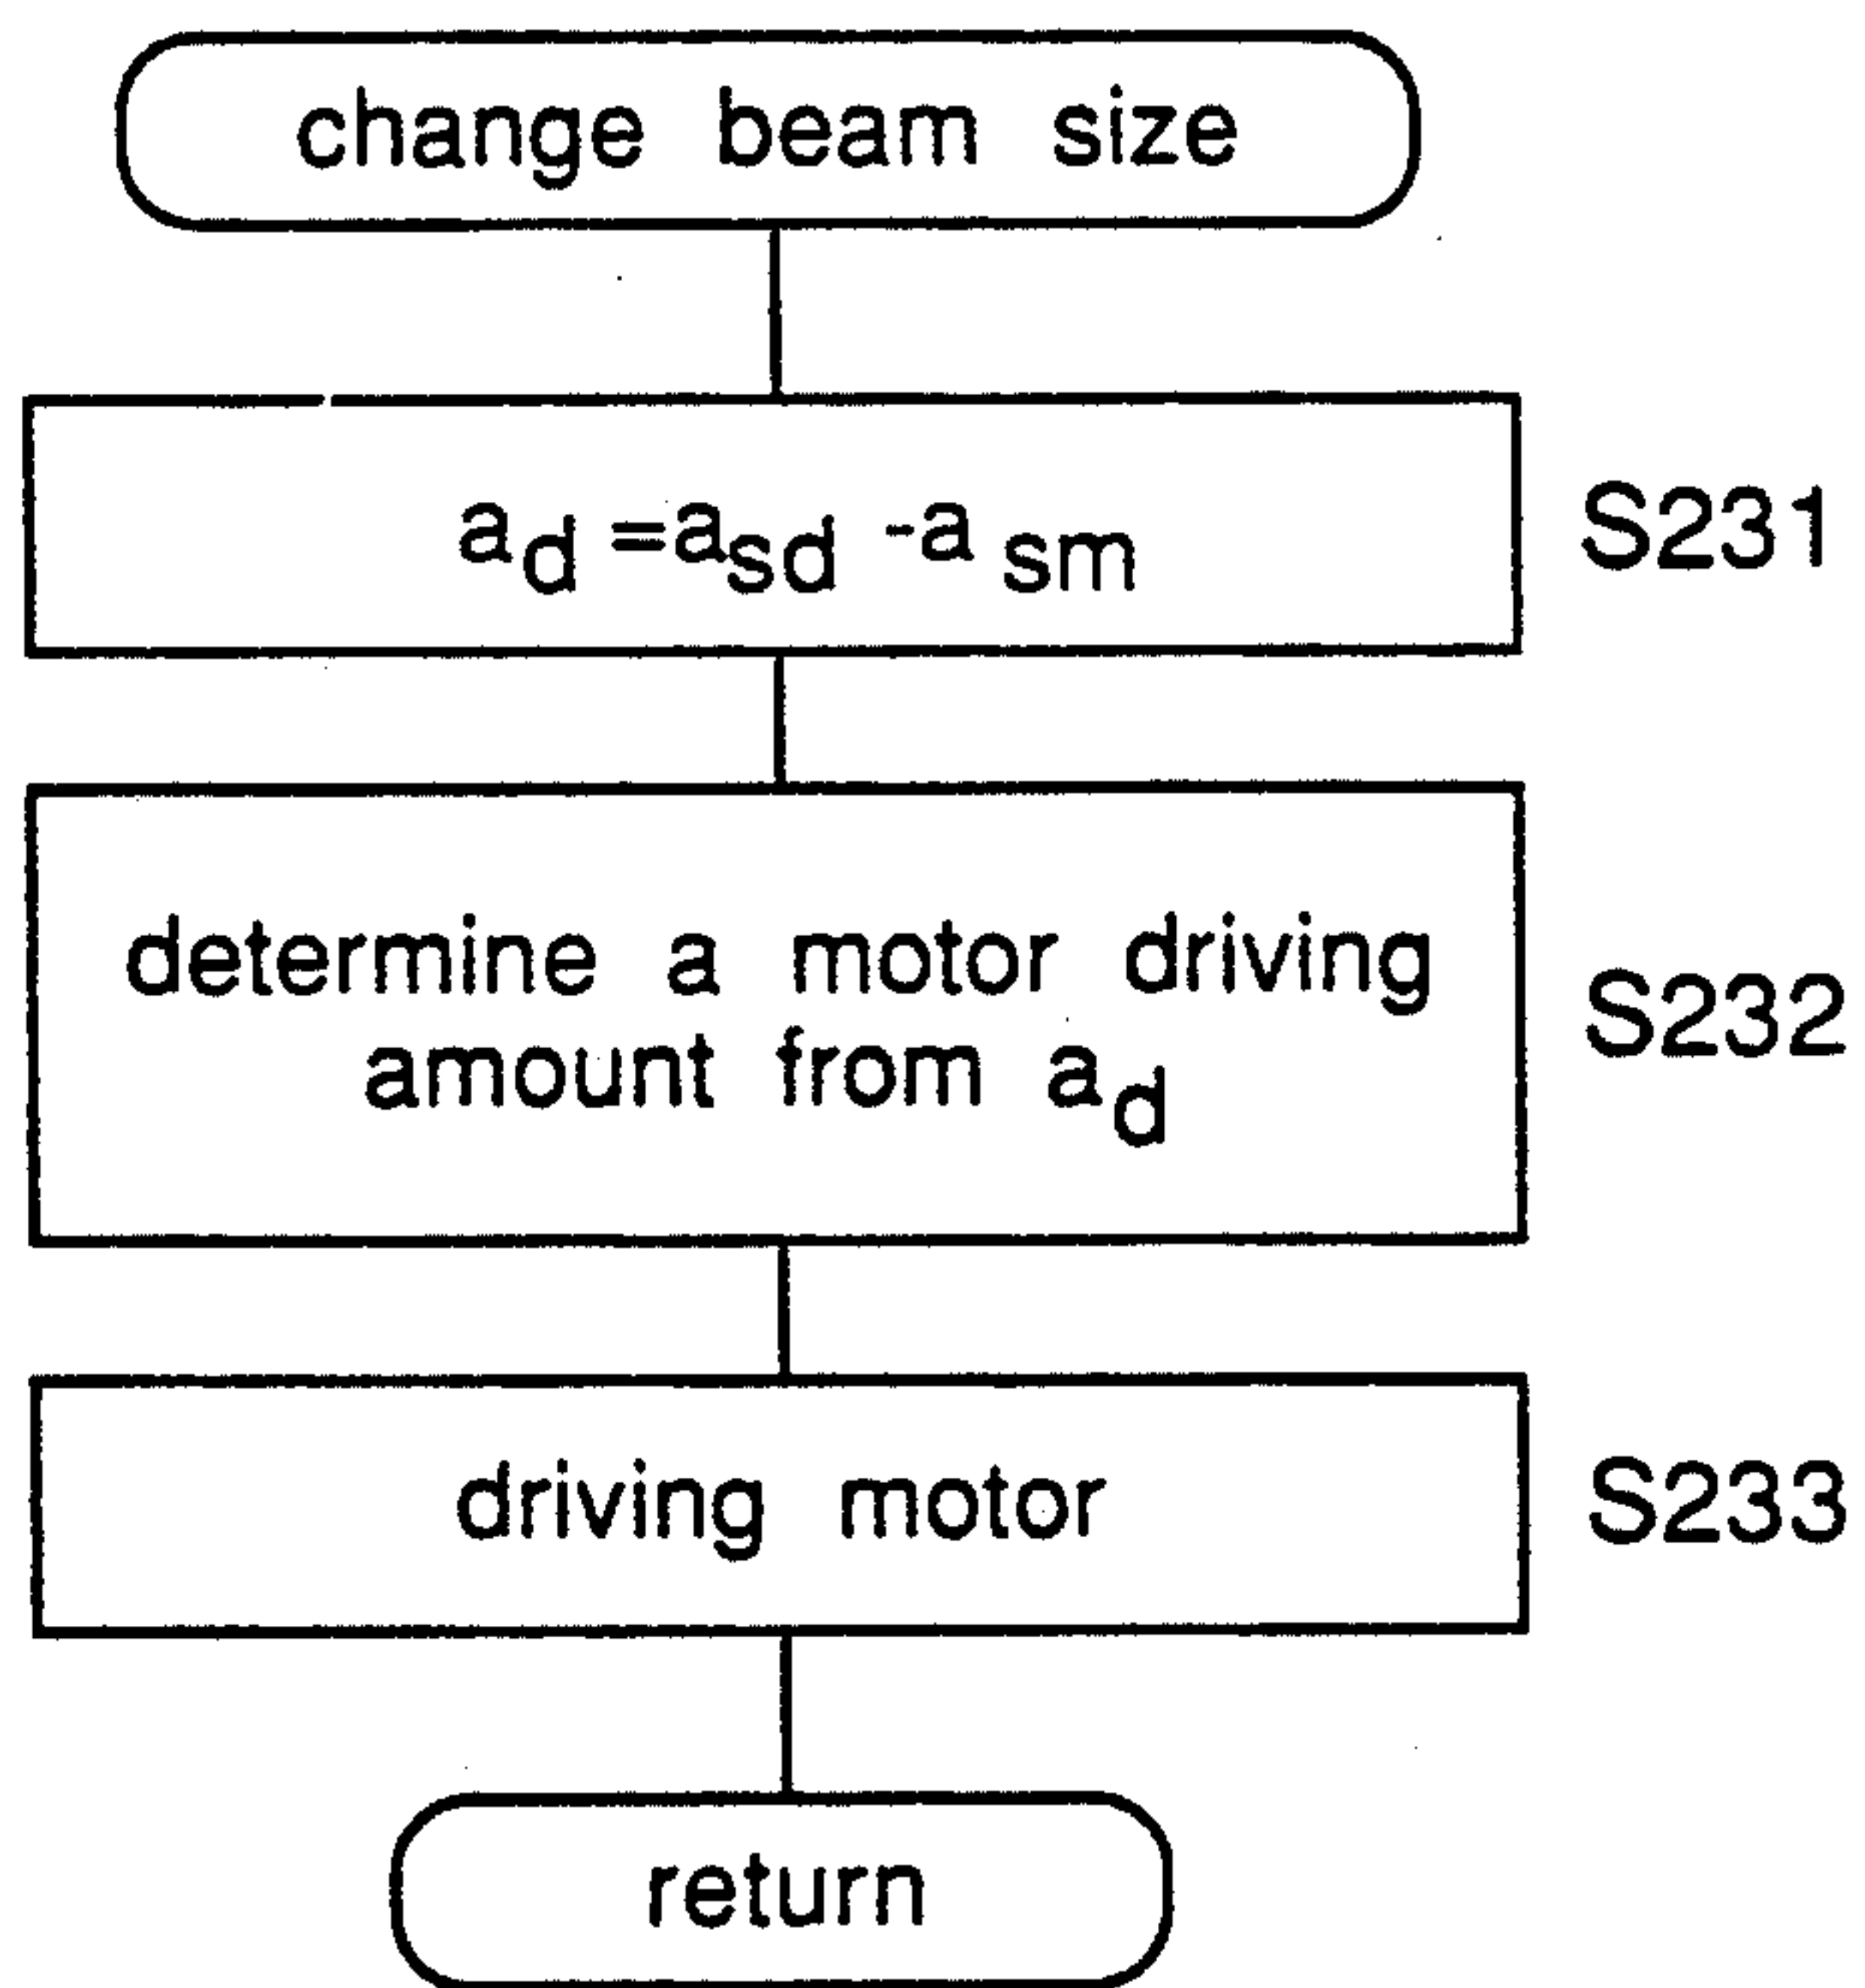 change beam size
a_d =a_sd -a_sm
S231
determine a motor driving
amount from a_d
S232
driving motor
S233
return